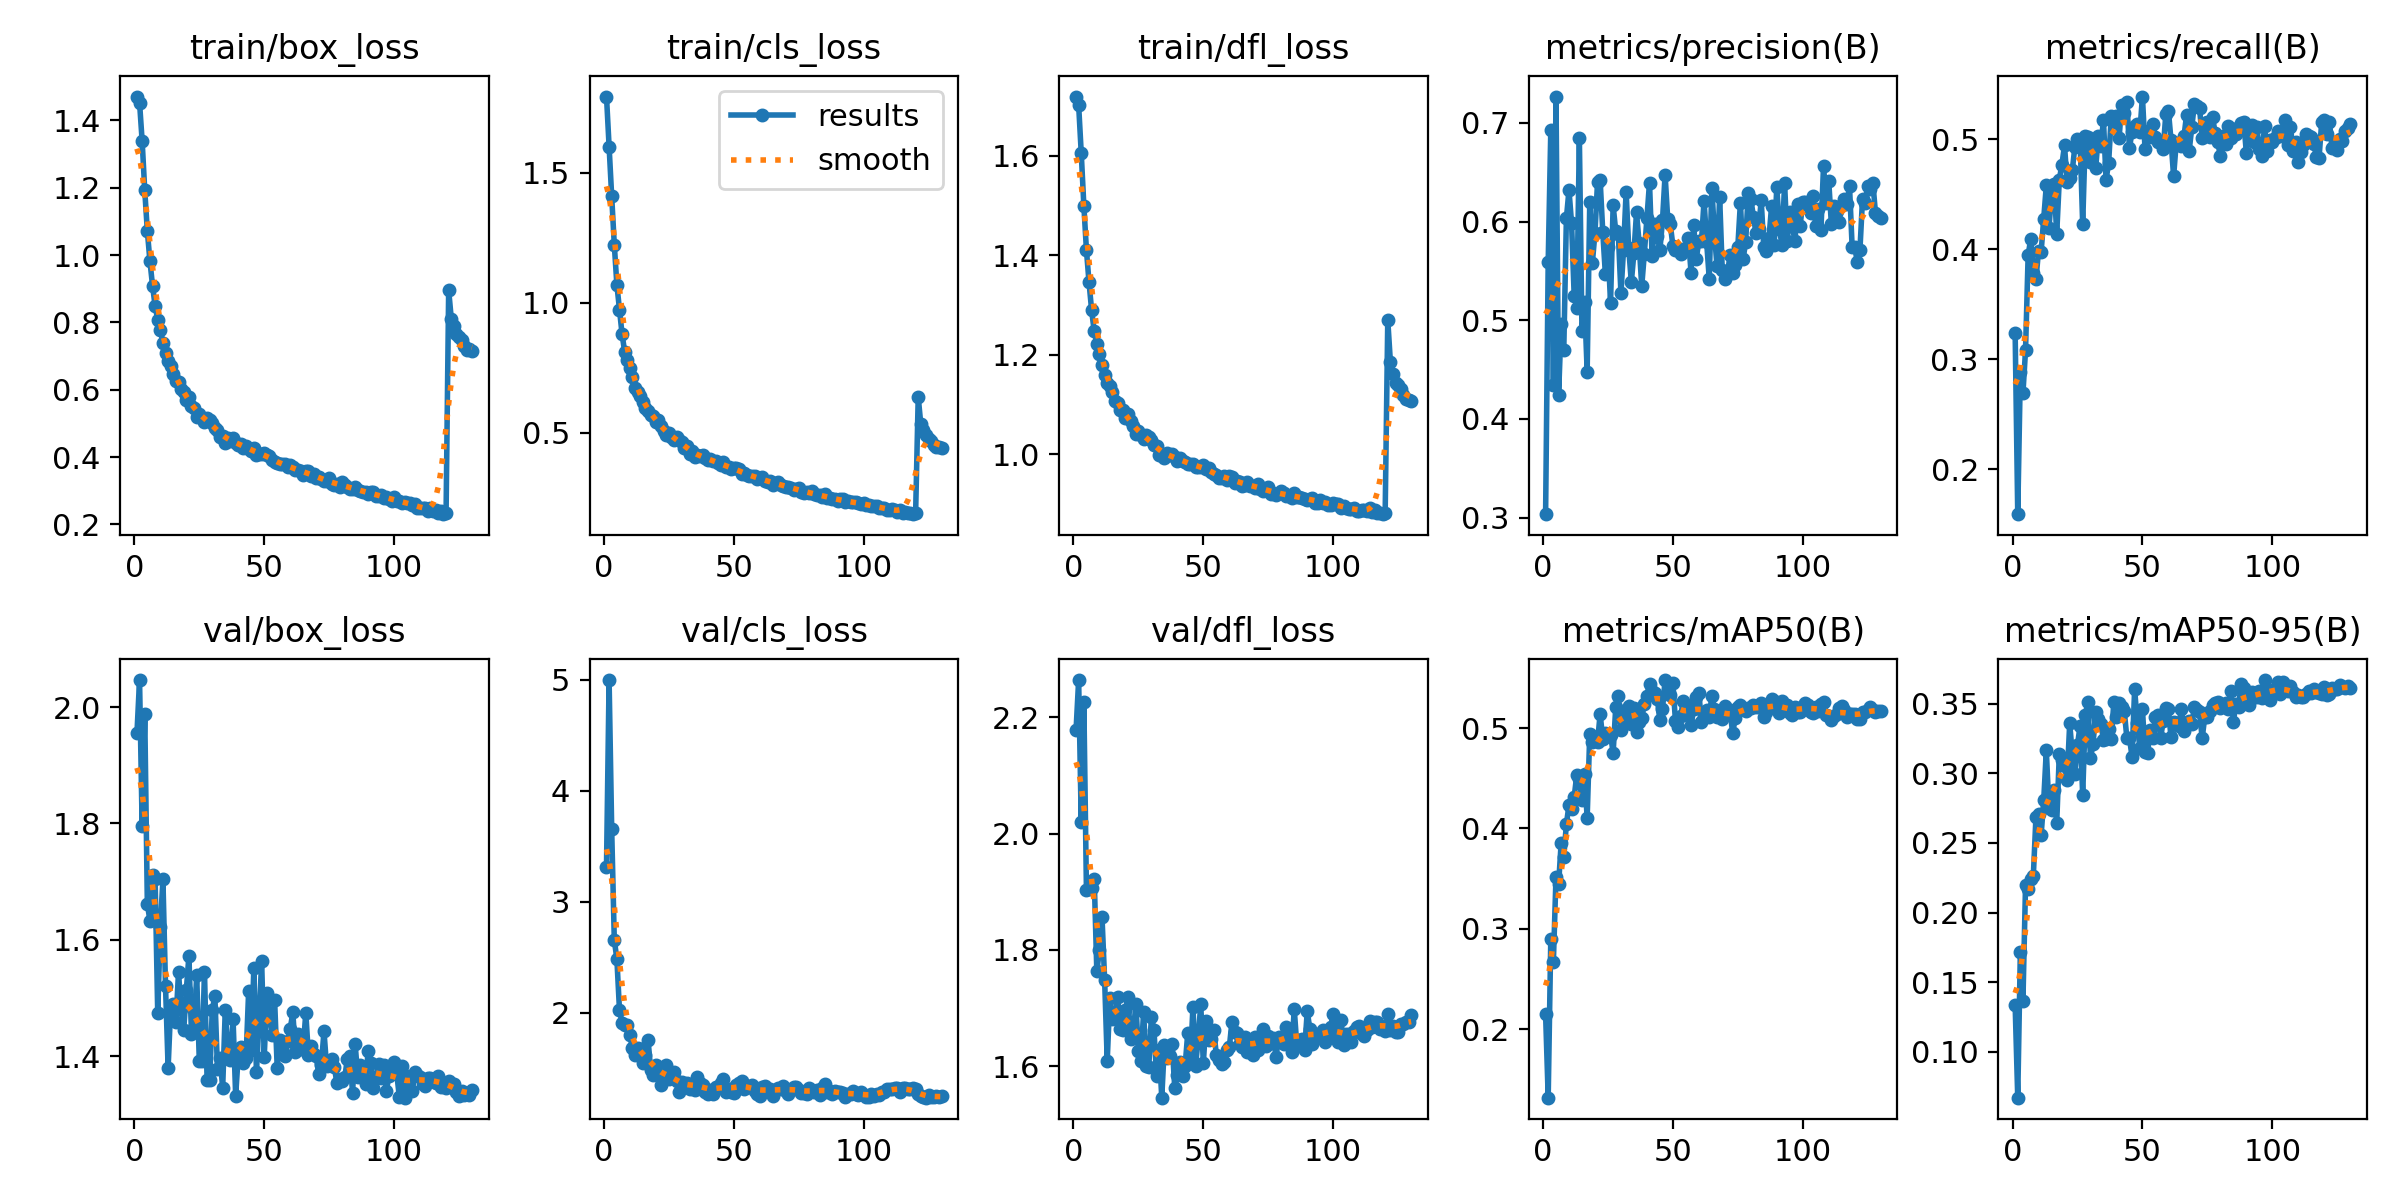 train/box_loss
1.4
1.2
1.0
0.8
0.6
0.4
0.2
0 50 100
train/cls_loss
results
smooth
1.5
1.0
0.5
0 50 100
train/dfl_loss
1.6
1.4
1.2
1.0
0 50 100
metrics/precision(B)
0.7
0.6
0.5
0.4
0.3
0 50 100
metrics/recall(B)
0.5
0.4
0.3
0.2
0 50 100
val/box_loss
2.0
1.8
1.6
1.4
0 50 100
val/cls_loss
5
4
3
2
0 50 100
val/dfl_loss
2.2
2.0
1.8
1.6
0 50 100
metrics/mAP50(B)
0.5
0.4
0.3
0.2
0 50 100
metrics/mAP50-95(B)
0.35
0.30
0.25
0.20
0.15
0.10
0 50 100